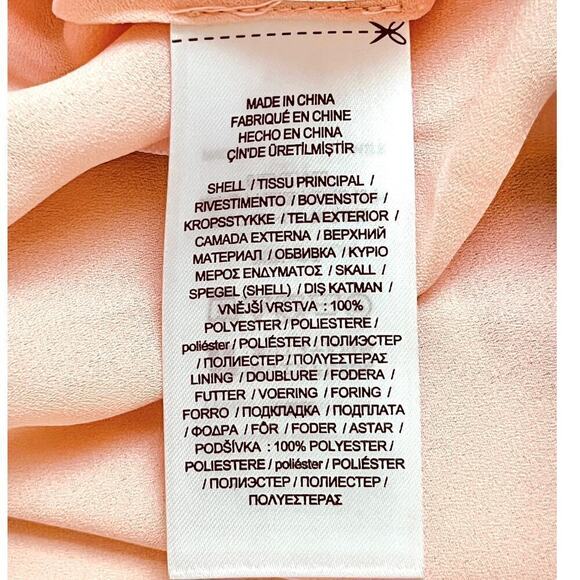 MADE IN CHINA
FABRIQUÉ EN CHINE
HECHO EN CHINA
ÇİN'DE ÜRETİLMİŞTİR
SHELL / TISSU PRINCIPAL /
RIVESTIMENTO / BOVENSTOF /
KROPSSTYKKE / TELA EXTERIOR /
CAMADA EXTERNA / ВЕРХНИЙ
МАТЕРИАЛ / ОБВИВКА / ΚΥΡΙΟ
ΜΕΡΟΣ ΕΝΔΥΜΑΤΟΣ / SKALL /
SPEGEL (SHELL) / DIŞ KATMAN /
VNĚJŠÍ VRSTVA : 100%
POLYESTER / POLIESTERE /
poliéster / POLIÉSTER / ПОЛИЭСТЕР
/ ПОЛИЕСТЕР / ΠΟΛΥΕΣΤΕΡΑΣ
LINING / DOUBLURE / FODERA /
FUTTER / VOERING / FORING /
FORRO / ПОДКЛАДКА / ПОДПЛАТА
/ ΦΟΔΡΑ / FÔR / FODER / ASTAR /
PODŠÍVKA : 100% POLYESTER /
POLIESTERE / poliéster / POLIÉSTER
/ ПОЛИЭСТЕР / ПОЛИЕСТЕР /
ΠΟΛΥΕΣΤΕΡΑΣ